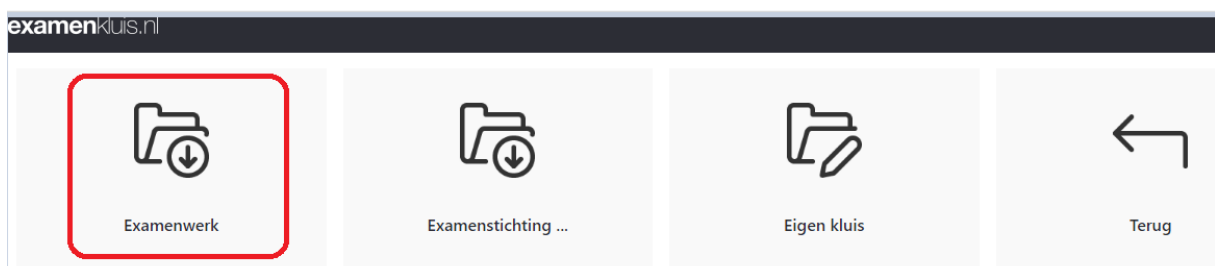 examenkluis.nl
Examenwerk
Examenstichting ...
Eigen kluis
Terug